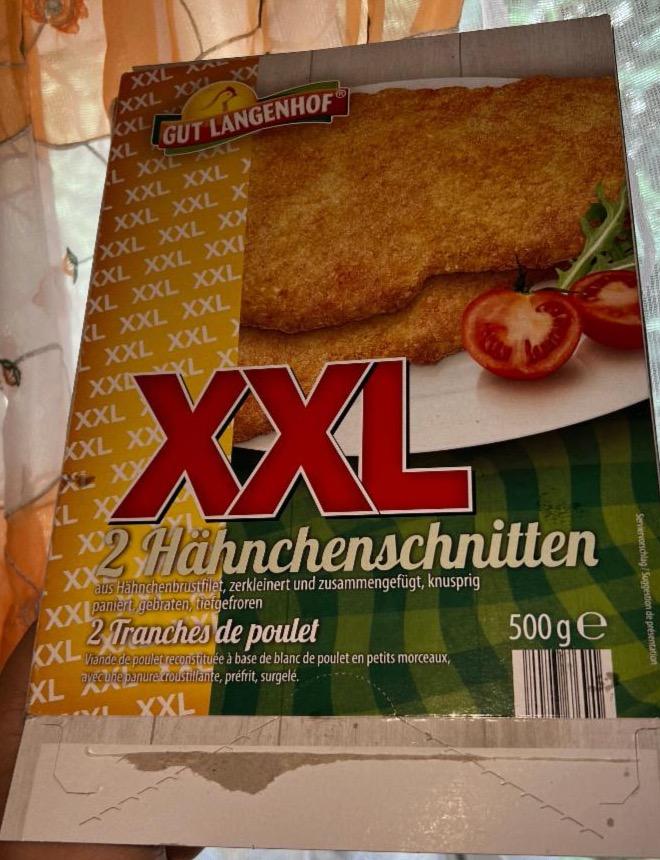 GUT LANGENHOF®
XXL
2 Hähnchenschnitten
aus Hähnchenbrustfilet, zerkleinert und zusammengefügt, knusprig
paniert, gebraten, tiefgefroren
2 Tranches de poulet
Viande de poulet reconstituée à base de blanc de poulet en petits morceaux,
avec une panure croustillante, préfrit, surgelé.
500 g e
Serviervorschlag / Suggestion de présentation